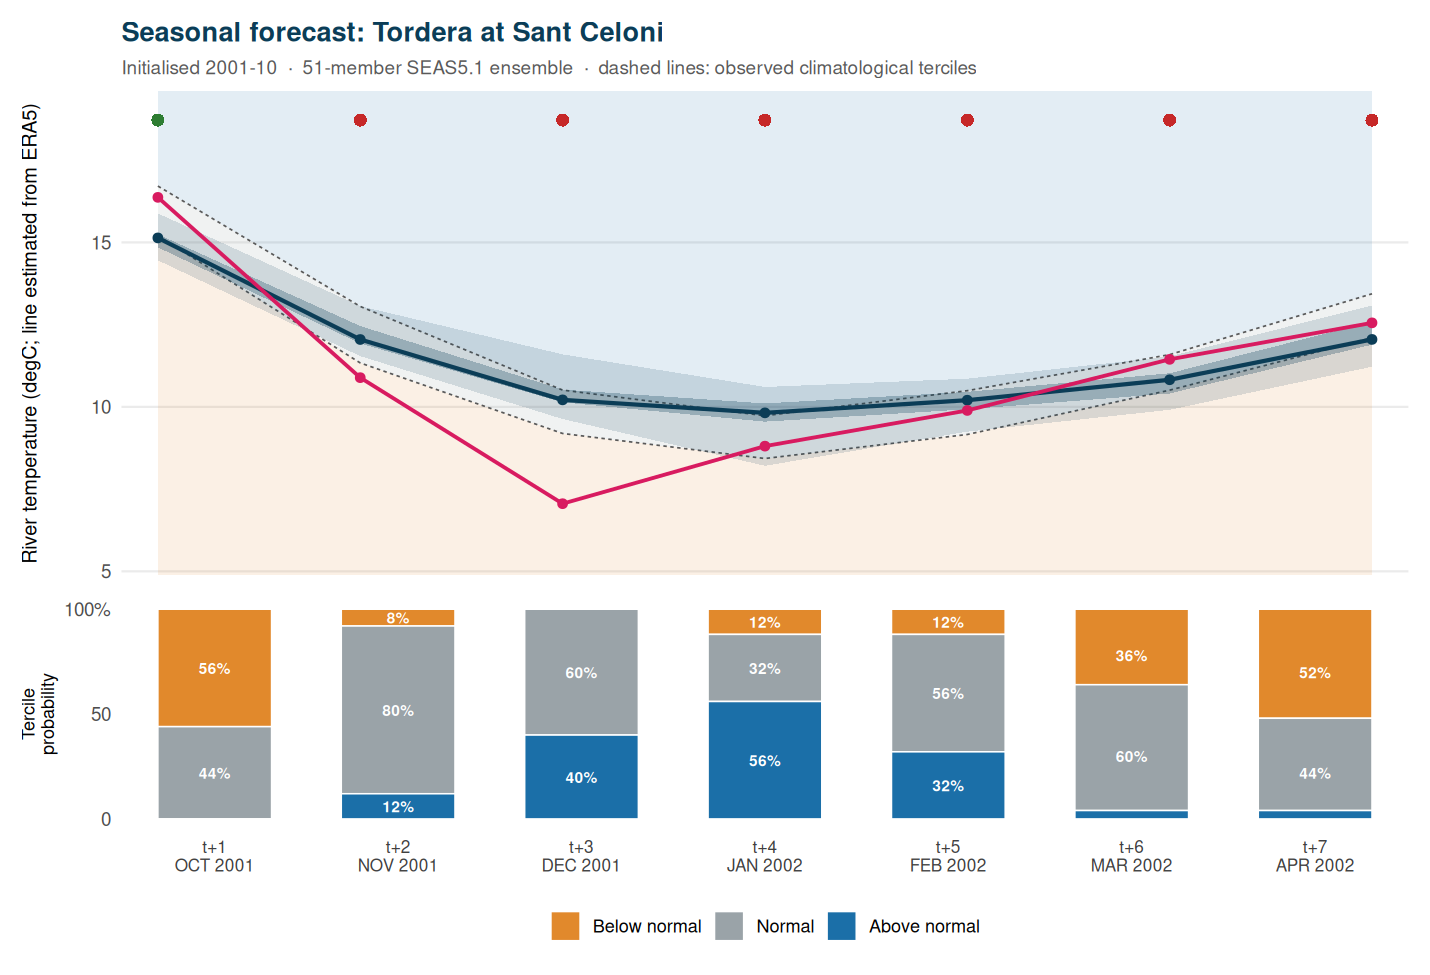 Seasonal forecast: Tordera at Sant Celoni
Initialised 2001-10 · 51-member SEAS5.1 ensemble · dashed lines: observed climatological terciles
River temperature (degC; line estimated from ERA5)
15
10
5
Tercile
probability
100%
50
0
56%
44%
8%
80%
12%
60%
40%
12%
32%
56%
12%
56%
32%
36%
60%
52%
44%
t+1
OCT 2001
t+2
NOV 2001
t+3
DEC 2001
t+4
JAN 2002
t+5
FEB 2002
t+6
MAR 2002
t+7
APR 2002
Below normal
Normal
Above normal